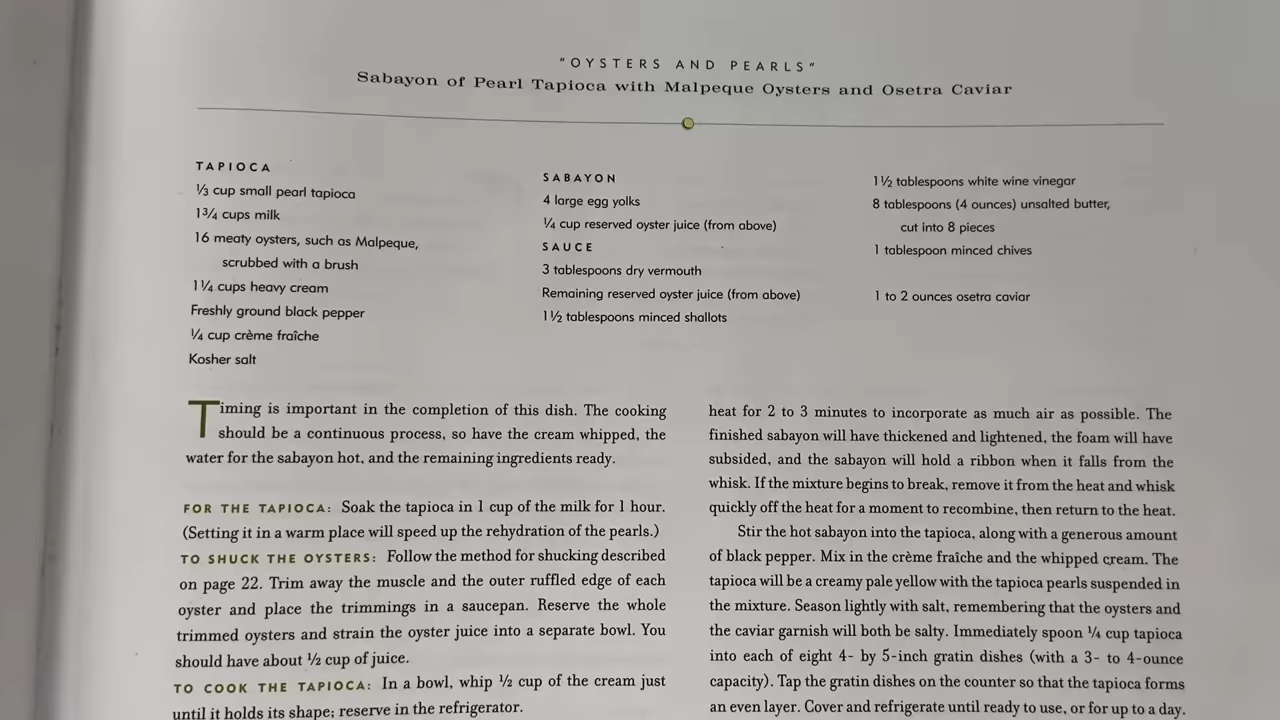 "OYSTERS AND PEARLS"
Sabayon of Pearl Tapioca with Malpeque Oysters and Osetra Caviar
TAPIOCA
⅓ cup small pearl tapioca
1¾ cups milk
16 meaty oysters, such as Malpeque,
scrubbed with a brush
1¼ cups heavy cream
Freshly ground black pepper
¼ cup crème fraîche
Kosher salt
SABAYON
4 large egg yolks
¼ cup reserved oyster juice (from above)
SAUCE
3 tablespoons dry vermouth
Remaining reserved oyster juice (from above)
1½ tablespoons minced shallots
1½ tablespoons white wine vinegar
8 tablespoons (4 ounces) unsalted butter,
cut into 8 pieces
1 tablespoon minced chives
1 to 2 ounces osetra caviar
Timing is important in the completion of this dish. The cooking
should be a continuous process, so have the cream whipped, the
water for the sabayon hot, and the remaining ingredients ready.
FOR THE TAPIOCA: Soak the tapioca in 1 cup of the milk for 1 hour.
(Setting it in a warm place will speed up the rehydration of the pearls.)
TO SHUCK THE OYSTERS: Follow the method for shucking described
on page 22. Trim away the muscle and the outer ruffled edge of each
oyster and place the trimmings in a saucepan. Reserve the whole
trimmed oysters and strain the oyster juice into a separate bowl. You
should have about ½ cup of juice.
TO COOK THE TAPIOCA: In a bowl, whip ½ cup of the cream just
until it holds its shape; reserve in the refrigerator.
heat for 2 to 3 minutes to incorporate as much air as possible. The
finished sabayon will have thickened and lightened, the foam will have
subsided, and the sabayon will hold a ribbon when it falls from the
whisk. If the mixture begins to break, remove it from the heat and whisk
quickly off the heat for a moment to recombine, then return to the heat.
Stir the hot sabayon into the tapioca, along with a generous amount
of black pepper. Mix in the crème fraîche and the whipped cream. The
tapioca will be a creamy pale yellow with the tapioca pearls suspended in
the mixture. Season lightly with salt, remembering that the oysters and
the caviar garnish will both be salty. Immediately spoon ¼ cup tapioca
into each of eight 4- by 5-inch gratin dishes (with a 3- to 4-ounce
capacity). Tap the gratin dishes on the counter so that the tapioca forms
an even layer. Cover and refrigerate until ready to use, or for up to a day.